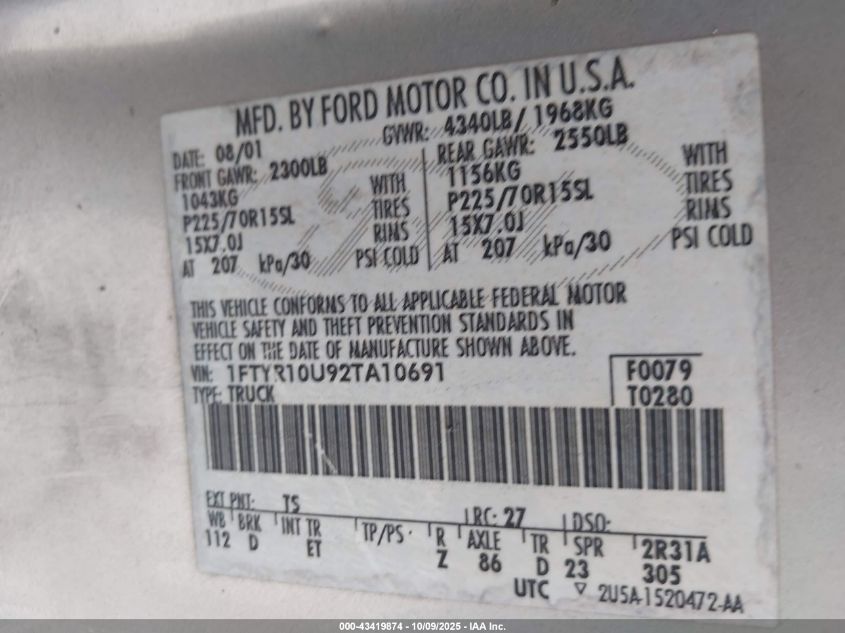 MFD. BY FORD MOTOR CO. IN U.S.A.
DATE: 08/01 GVWR: 4340LB/ 1968KG
FRONT GAWR: 2300LB REAR GAWR: 2550LB
1043KG WITH 1156KG WITH
P225/70R15SL TIRES P225/70R15SL TIRES
15X7.0J RIMS 15X7.0J RIMS
AT 207 kPa/30 PSI COLD AT 207 kPa/30 PSI COLD
THIS VEHICLE CONFORMS TO ALL APPLICABLE FEDERAL MOTOR
VEHICLE SAFETY AND THEFT PREVENTION STANDARDS IN
EFFECT ON THE DATE OF MANUFACTURE SHOWN ABOVE.
VIN: 1FTYR10U92TA10691 F0079
TYPE: TRUCK T0280
EXT PNT: TS RC: 27 DSO:
WB BRK INT TR TP/PS R AXLE TR SPR 2R31A
112 D ET Z 86 D 23 305
UTC ▽ 2U5A-1520472-AA
000-43419874 - 10/09/2025 - IAA Inc.